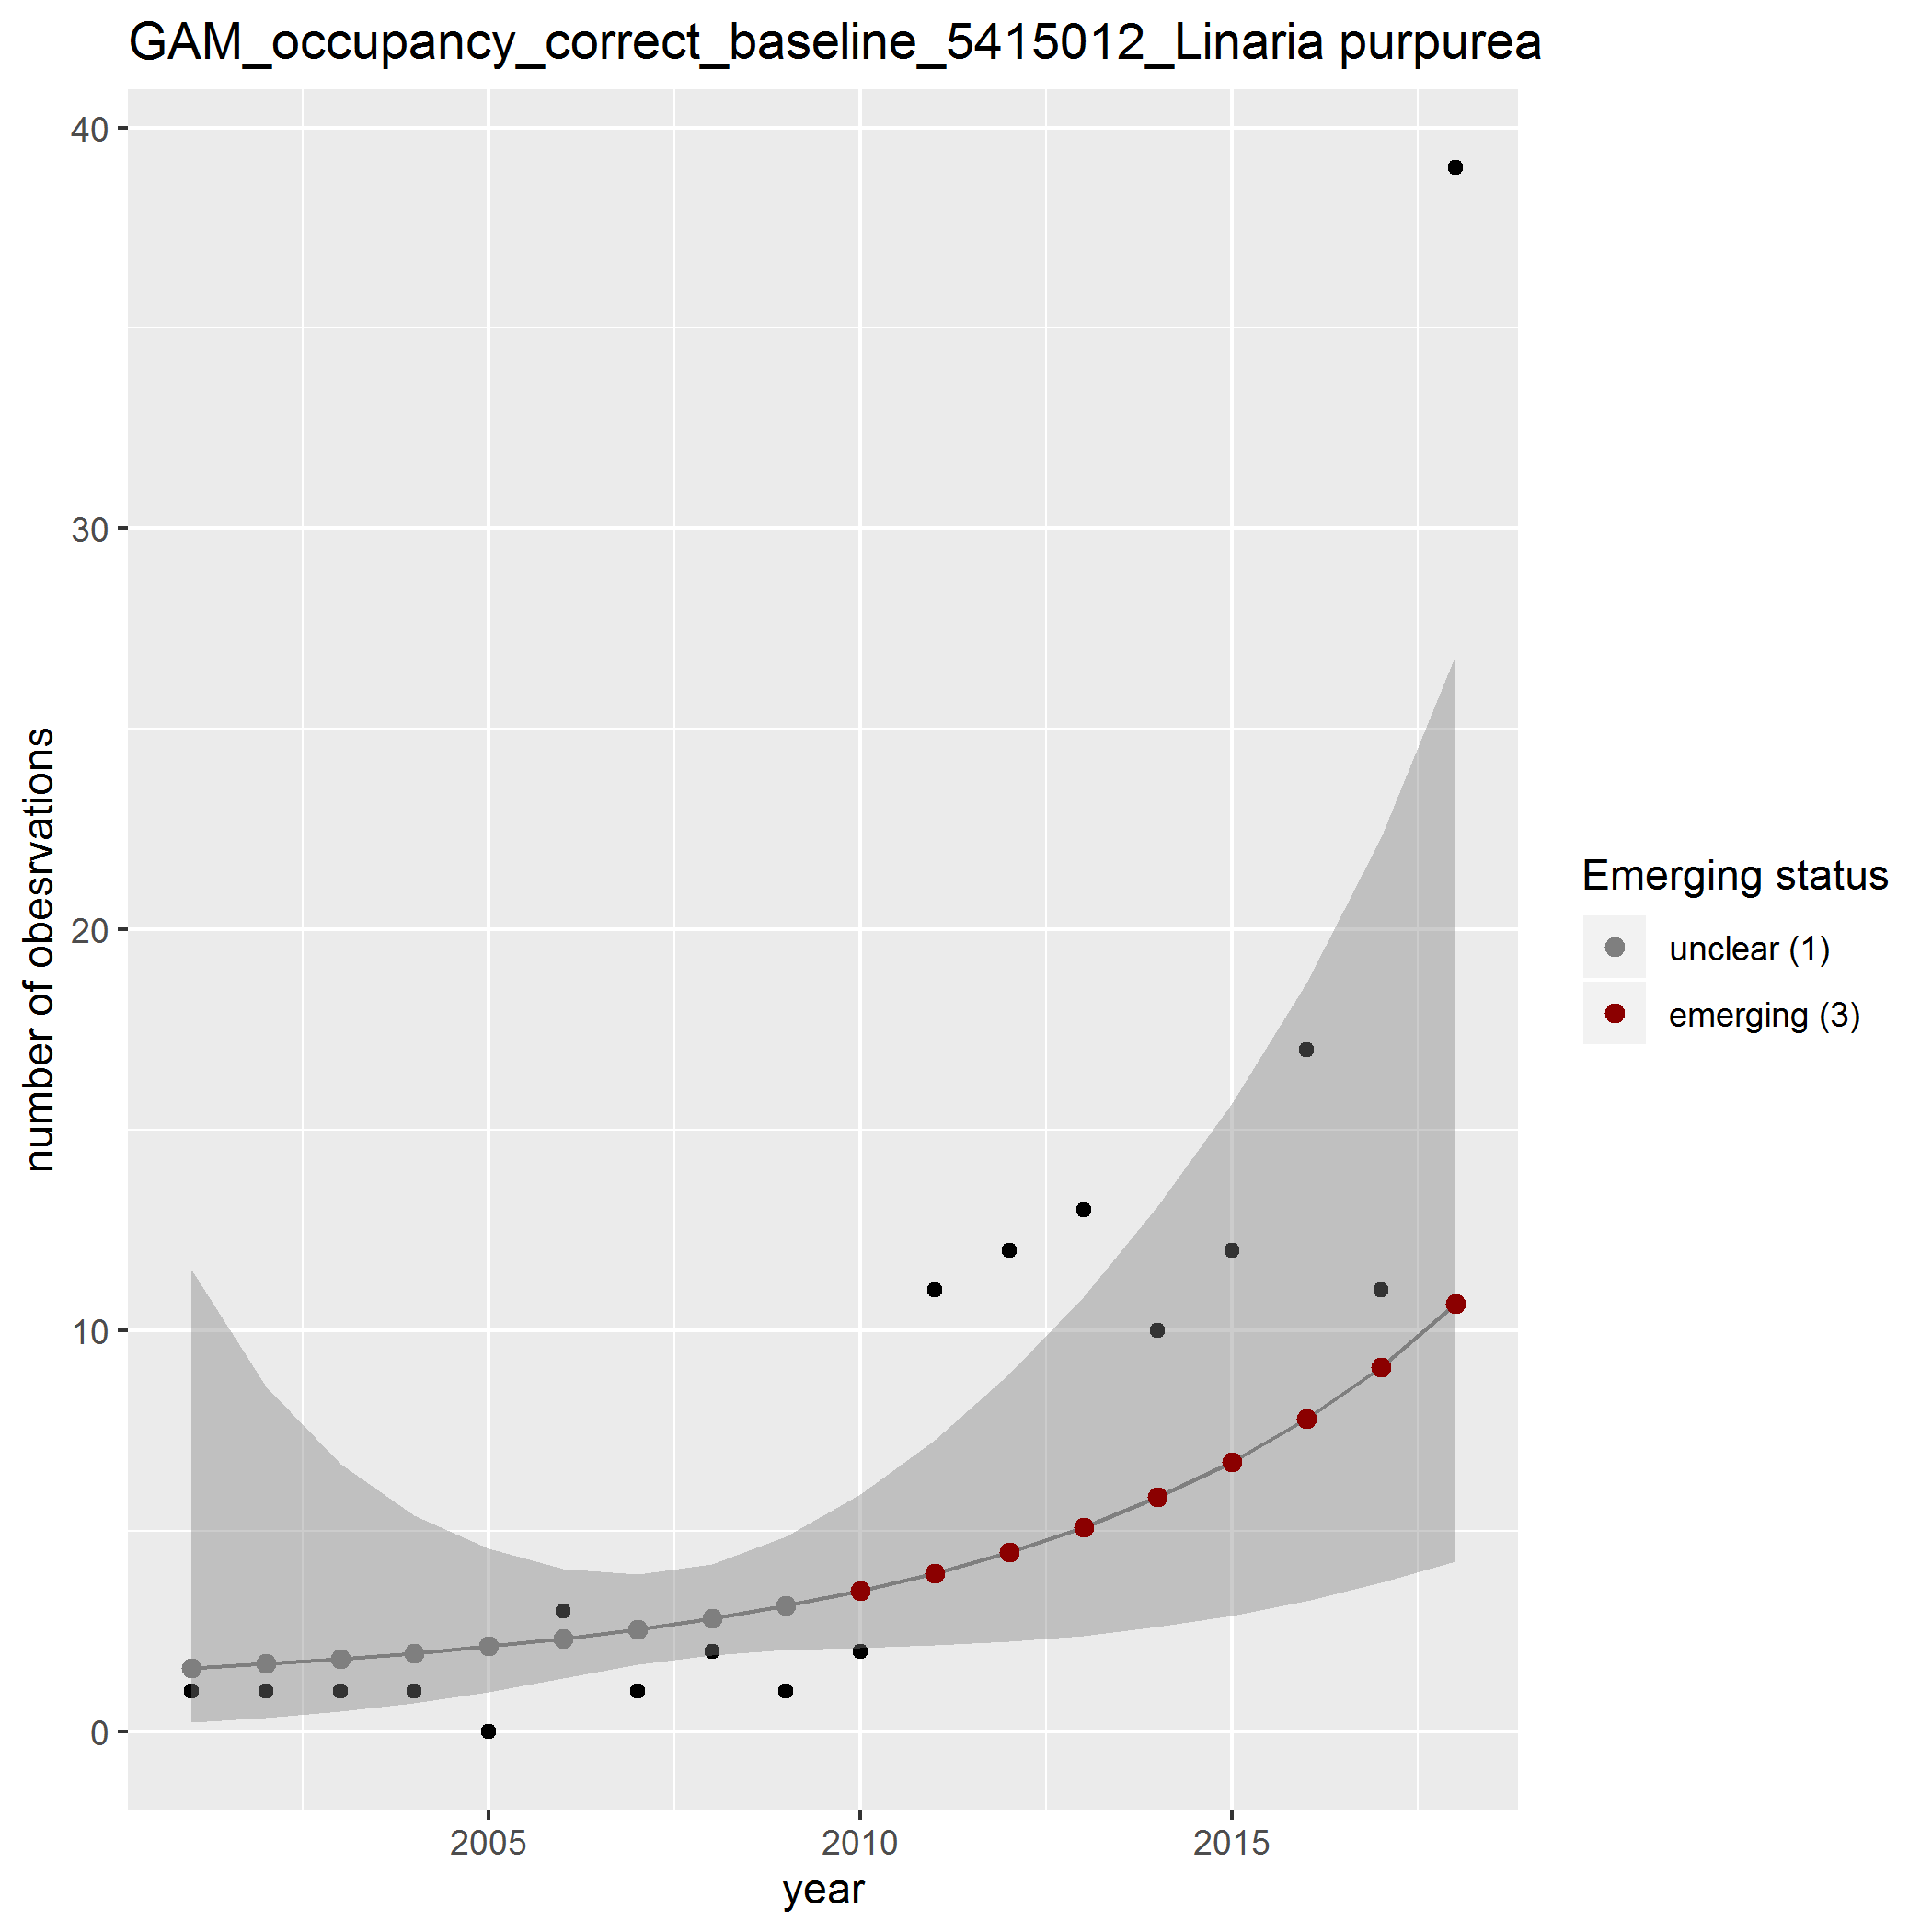 GAM_occupancy_correct_baseline_5415012_Linaria purpurea
40
30
20
10
0
number of obesrvations
2005
2010
2015
year
Emerging status
unclear (1)
emerging (3)